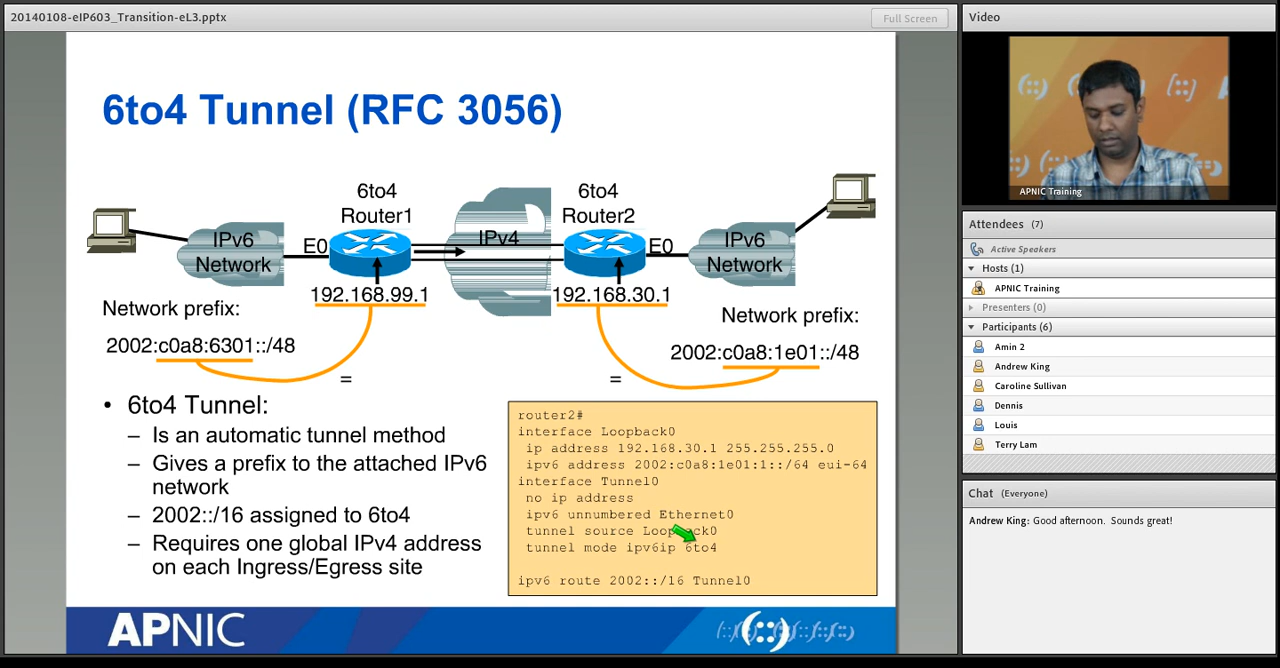 20140108-eIP603_Transition-eL3.pptx
Full Screen
6to4 Tunnel (RFC 3056)
6to4
Router1
6to4
Router2
IPv6
Network
E0
IPv4
E0
IPv6
Network
192.168.99.1
192.168.30.1
Network prefix:
2002:c0a8:6301::/48
=
Network prefix:
2002:c0a8:1e01::/48
=
• 6to4 Tunnel:
– Is an automatic tunnel method
– Gives a prefix to the attached IPv6
network
– 2002::/16 assigned to 6to4
– Requires one global IPv4 address
on each Ingress/Egress site
router2#
interface Loopback0
ip address 192.168.30.1 255.255.255.0
ipv6 address 2002:c0a8:1e01:1::/64 eui-64
interface Tunnel0
no ip address
ipv6 unnumbered Ethernet0
tunnel source Loopback0
tunnel mode ipv6ip 6to4
ipv6 route 2002::/16 Tunnel0
APNIC
(::)
Video
APNIC Training
Attendees (7)
Active Speakers
Hosts (1)
APNIC Training
Presenters (0)
Participants (6)
Amin 2
Andrew King
Caroline Sullivan
Dennis
Louis
Terry Lam
Chat (Everyone)
Andrew King: Good afternoon. Sounds great!